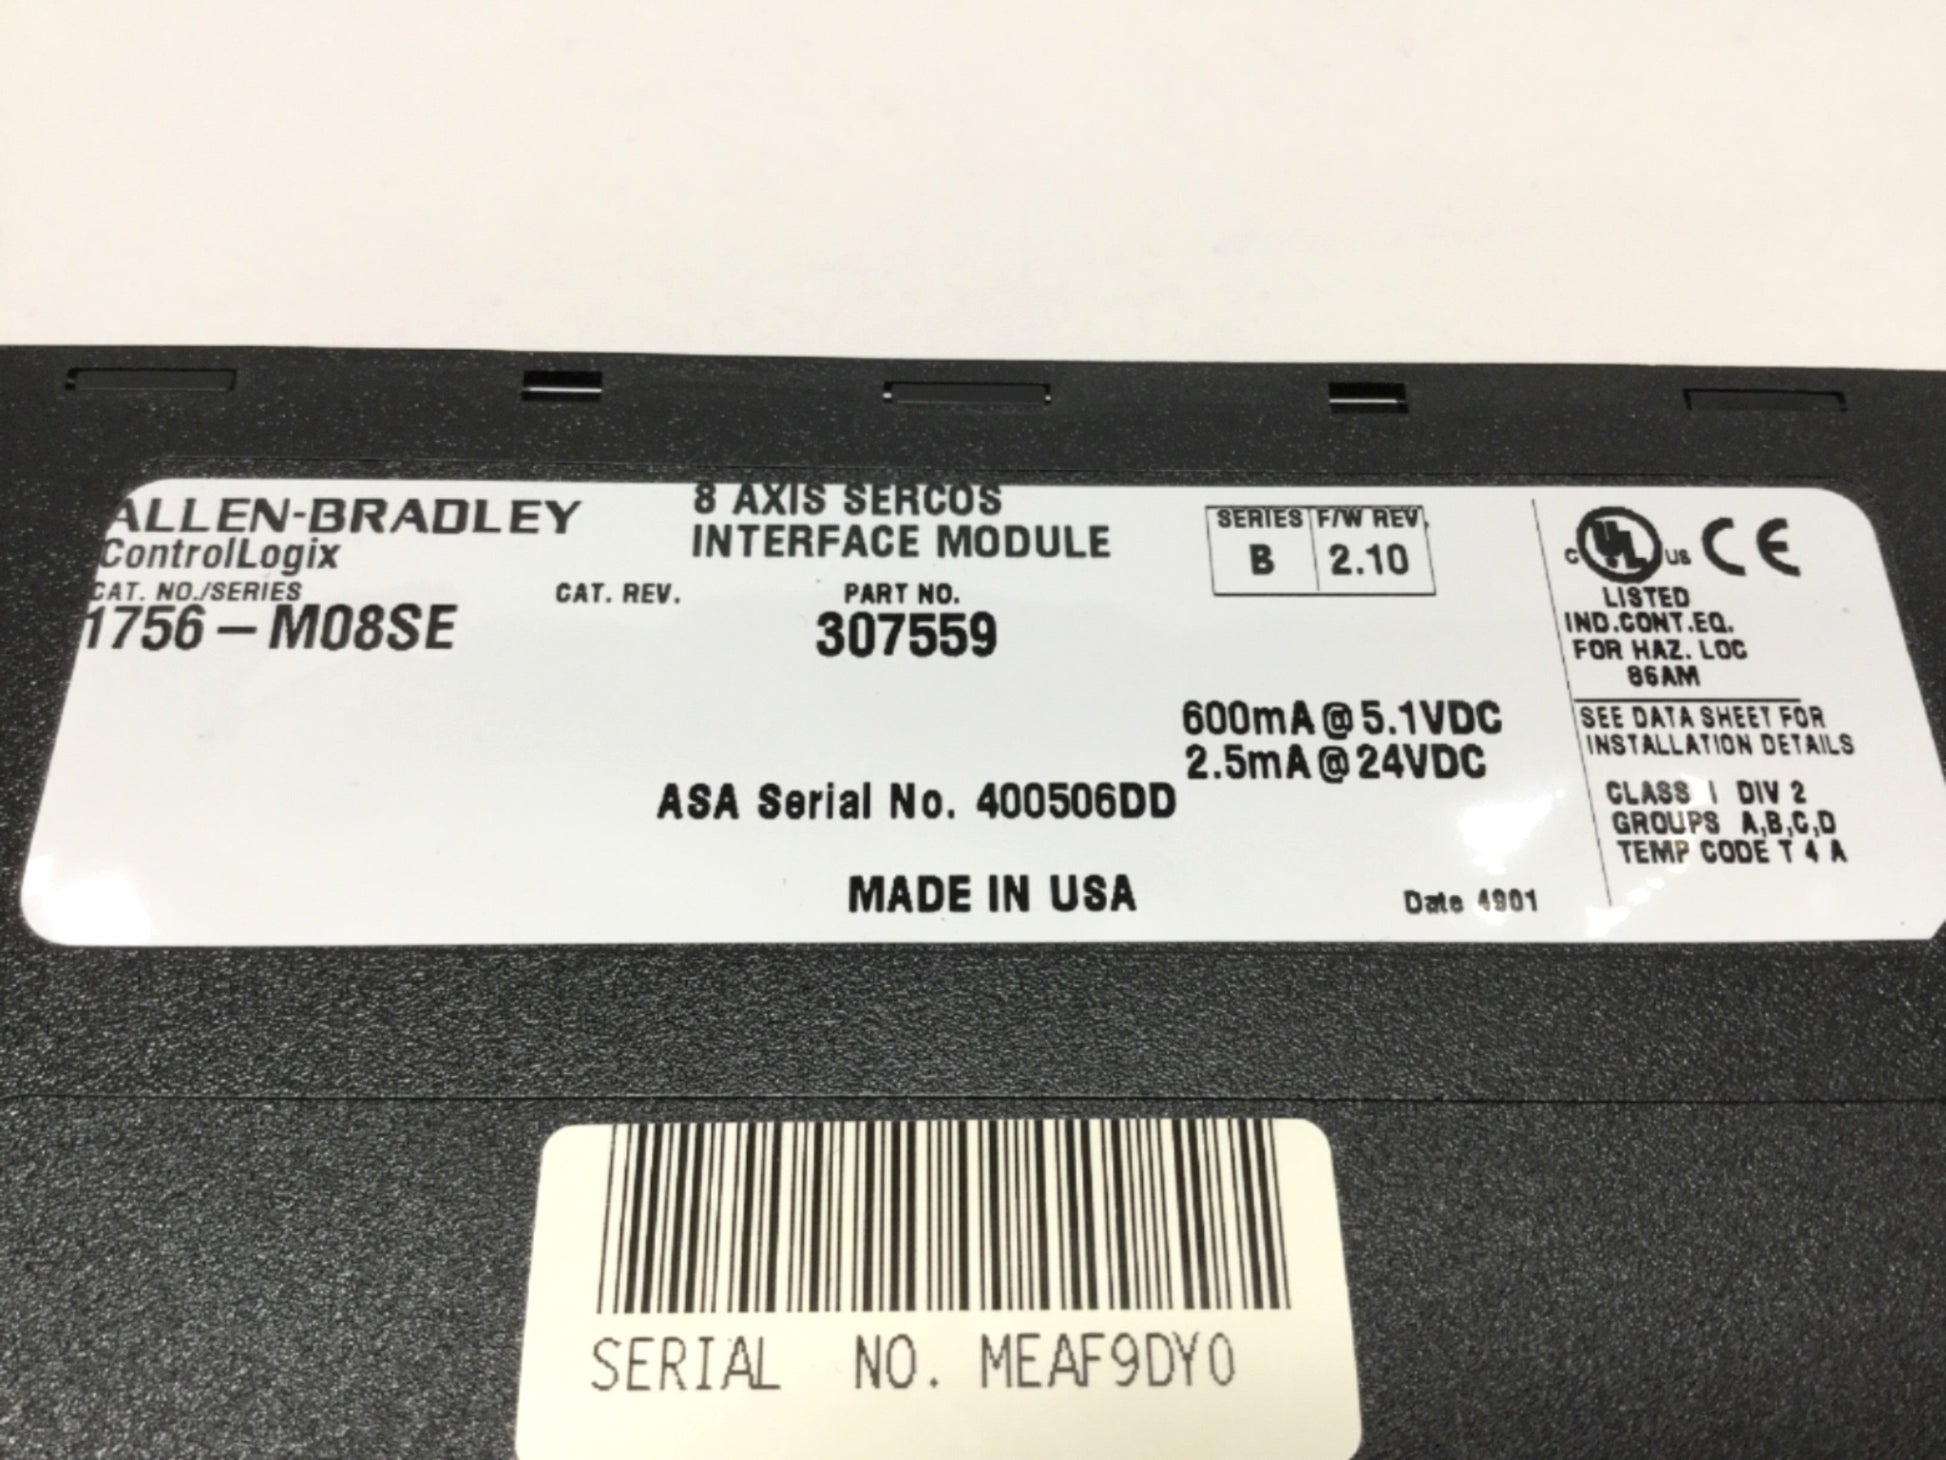 ALLEN-BRADLEY
ControlLogix
CAT. NO./SERIES
1756-M08SE
CAT. REV.
8 AXIS SERCOS
INTERFACE MODULE
PART NO.
307559
SERIES F/W REV.
B 2.10
600mA@5.1VDC
2.5mA@24VDC
ASA Serial No. 400506DD
MADE IN USA
Date 4901
C UL US CE
LISTED
IND.CONT.EQ.
FOR HAZ. LOC
86AM
SEE DATA SHEET FOR
INSTALLATION DETAILS
CLASS I DIV 2
GROUPS A,B,C,D
TEMP CODE T 4 A
SERIAL NO. MEAF9DY0